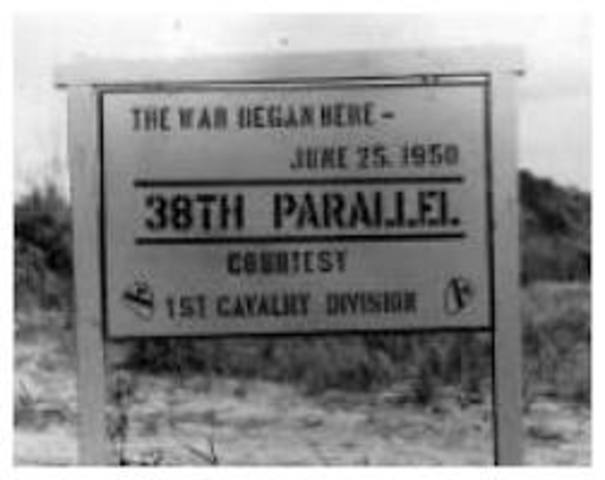 THE WAR BEGAN HERE -
JUNE 25, 1950
38TH PARALLEL
COURTESY
1ST CAVALRY DIVISION